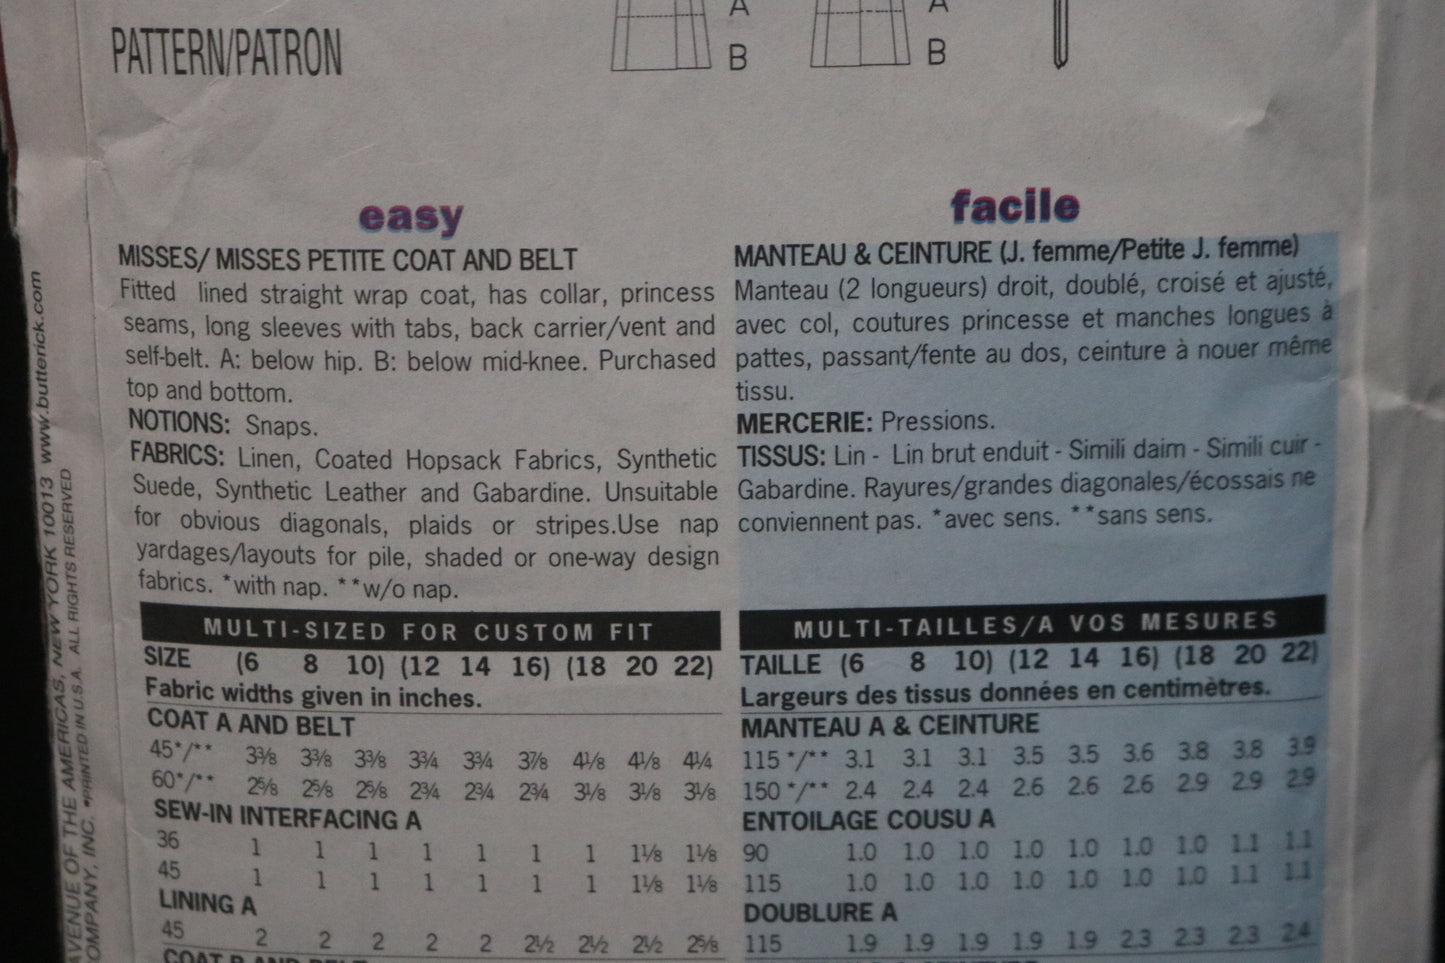 PATTERN/PATRON
A
B
A
B
easy
MISSES/ MISSES PETITE COAT AND BELT
Fitted lined straight wrap coat, has collar, princess
seams, long sleeves with tabs, back carrier/vent and
self-belt. A: below hip. B: below mid-knee. Purchased
top and bottom.
NOTIONS: Snaps.
FABRICS: Linen, Coated Hopsack Fabrics, Synthetic
Suede, Synthetic Leather and Gabardine. Unsuitable
for obvious diagonals, plaids or stripes.Use nap
yardages/layouts for pile, shaded or one-way design
fabrics. *with nap. **w/o nap.
MULTI-SIZED FOR CUSTOM FIT
SIZE (6 8 10) (12 14 16) (18 20 22)
Fabric widths given in inches.
COAT A AND BELT
45*/** 3⅜ 3⅜ 3⅜ 3¾ 3¾ 3⅞ 4⅛ 4⅛ 4¼
60*/** 2⅝ 2⅝ 2⅝ 2¾ 2¾ 2¾ 3⅛ 3⅛ 3⅛
SEW-IN INTERFACING A
36 1 1 1 1 1 1 1 1⅛ 1⅛
45 1 1 1 1 1 1 1 1⅛ 1⅛
LINING A
45 2 2 2 2 2 2½ 2½ 2½ 2⅝
COAT B AND BELT
facile
MANTEAU & CEINTURE (J. femme/Petite J. femme)
Manteau (2 longueurs) droit, doublé, croisé et ajusté,
avec col, coutures princesse et manches longues à
pattes, passant/fente au dos, ceinture à nouer même
tissu.
MERCERIE: Pressions.
TISSUS: Lin - Lin brut enduit - Simili daim - Simili cuir -
Gabardine. Rayures/grandes diagonales/écossais ne
conviennent pas. *avec sens. **sans sens.
MULTI-TAILLES/A VOS MESURES
TAILLE (6 8 10) (12 14 16) (18 20 22)
Largeurs des tissus données en centimètres.
MANTEAU A & CEINTURE
115 */** 3.1 3.1 3.1 3.5 3.5 3.6 3.8 3.8 3.9
150 */** 2.4 2.4 2.4 2.6 2.6 2.6 2.9 2.9 2.9
ENTOILAGE COUSU A
90 1.0 1.0 1.0 1.0 1.0 1.0 1.0 1.1 1.1
115 1.0 1.0 1.0 1.0 1.0 1.0 1.0 1.1 1.1
DOUBLURE A
115 1.9 1.9 1.9 1.9 1.9 2.3 2.3 2.3 2.4
AVENUE OF THE AMERICAS, NEW YORK 10013 www.butterick.com
OMPANY, INC. •PRINTED IN U.S.A. ALL RIGHTS RESERVED